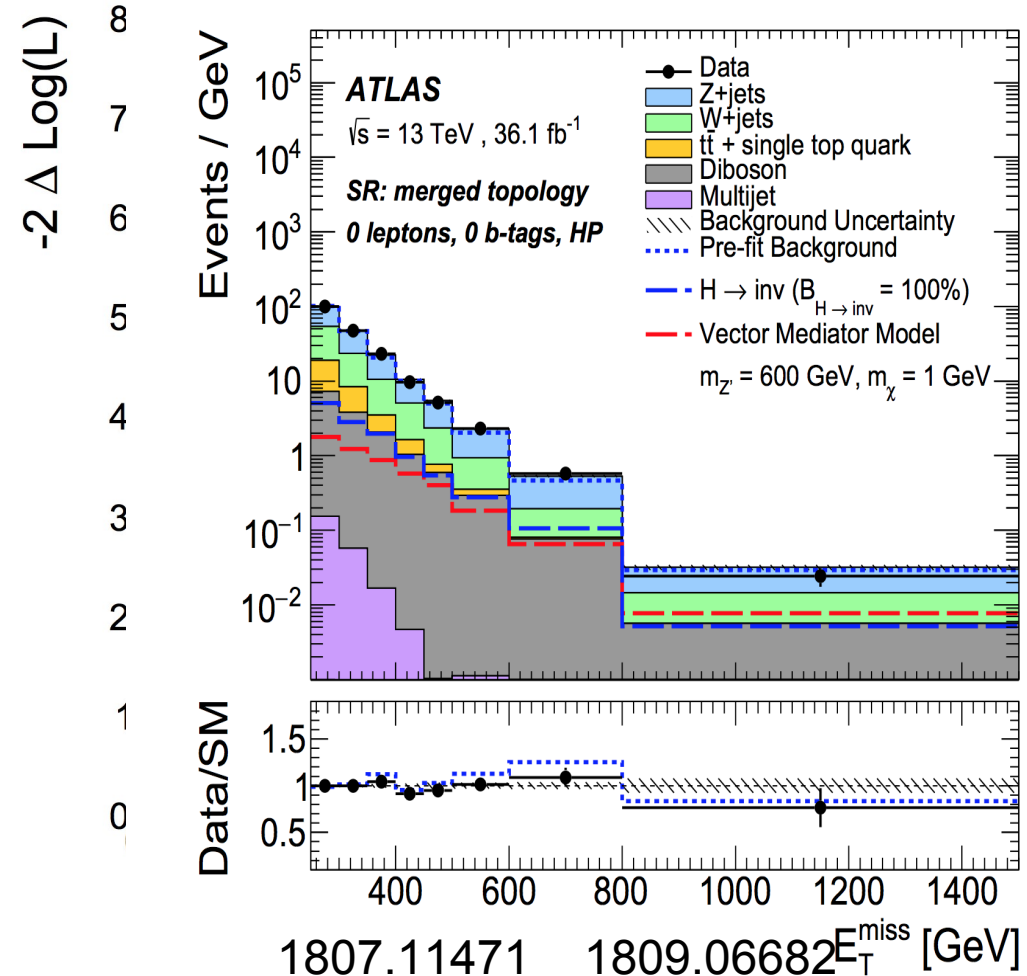 -2 Δ Log(L)
8
7
6
5
4
3
2
1
0
Events / GeV
10⁵
10⁴
10³
10²
10
1
10⁻¹
10⁻²
ATLAS
√s = 13 TeV , 36.1 fb⁻¹
SR: merged topology
0 leptons, 0 b-tags, HP
Data
Z+jets
W+jets
tt̄ + single top quark
Diboson
Multijet
Background Uncertainty
Pre-fit Background
H → inv (B_{H → inv} = 100%)
Vector Mediator Model
m_{Z'} = 600 GeV, m_χ = 1 GeV
Data/SM
1.5
1
0.5
400 600 800 1000 1200 1400
E_T^{miss} [GeV]
1807.11471 1809.06682